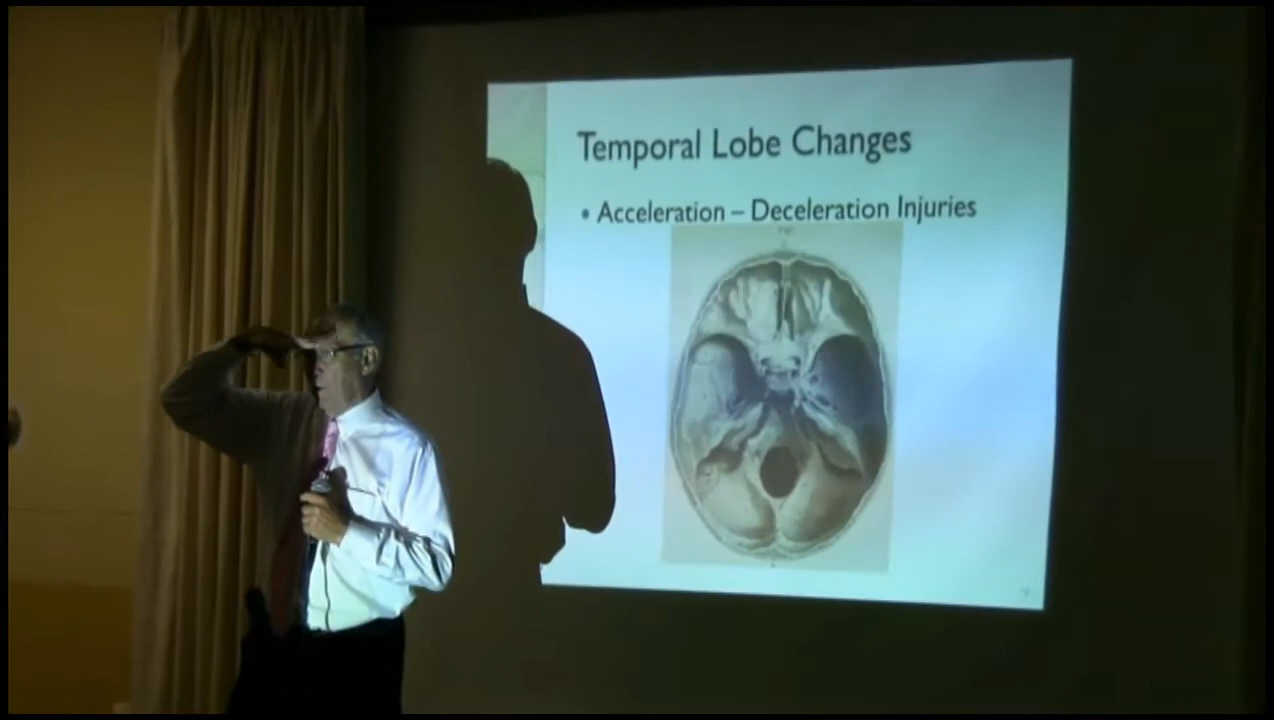 Temporal Lobe Changes
• Acceleration – Deceleration Injuries